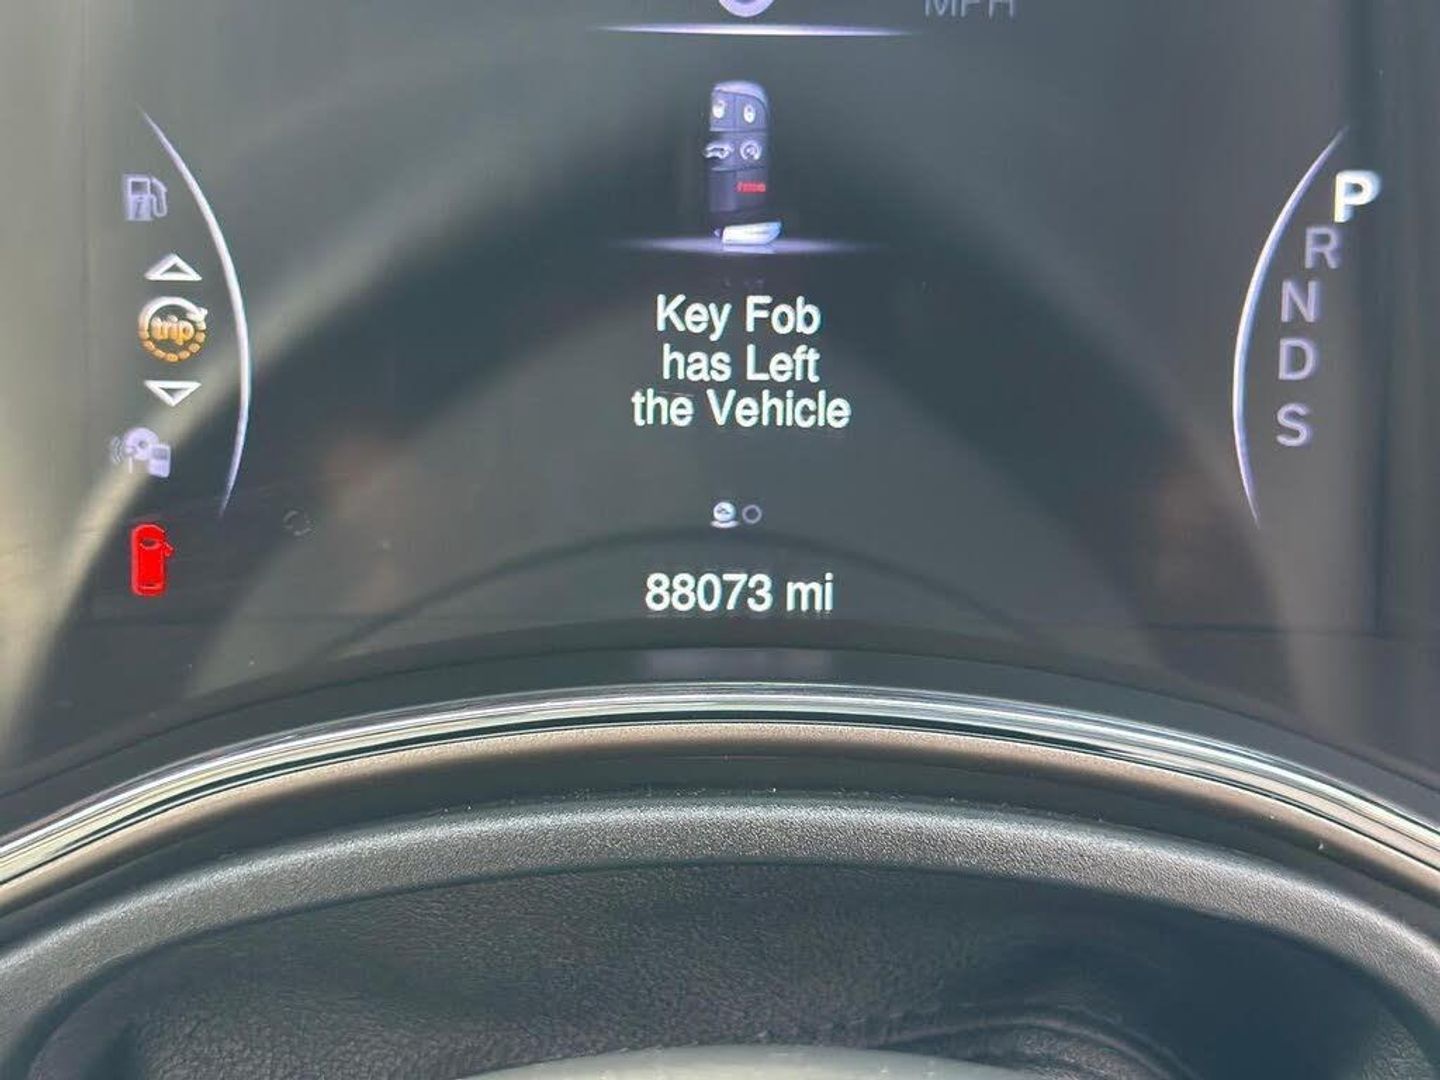 MPH
Key Fob
has Left
the Vehicle
trip
P
R
N
D
S
88073 mi